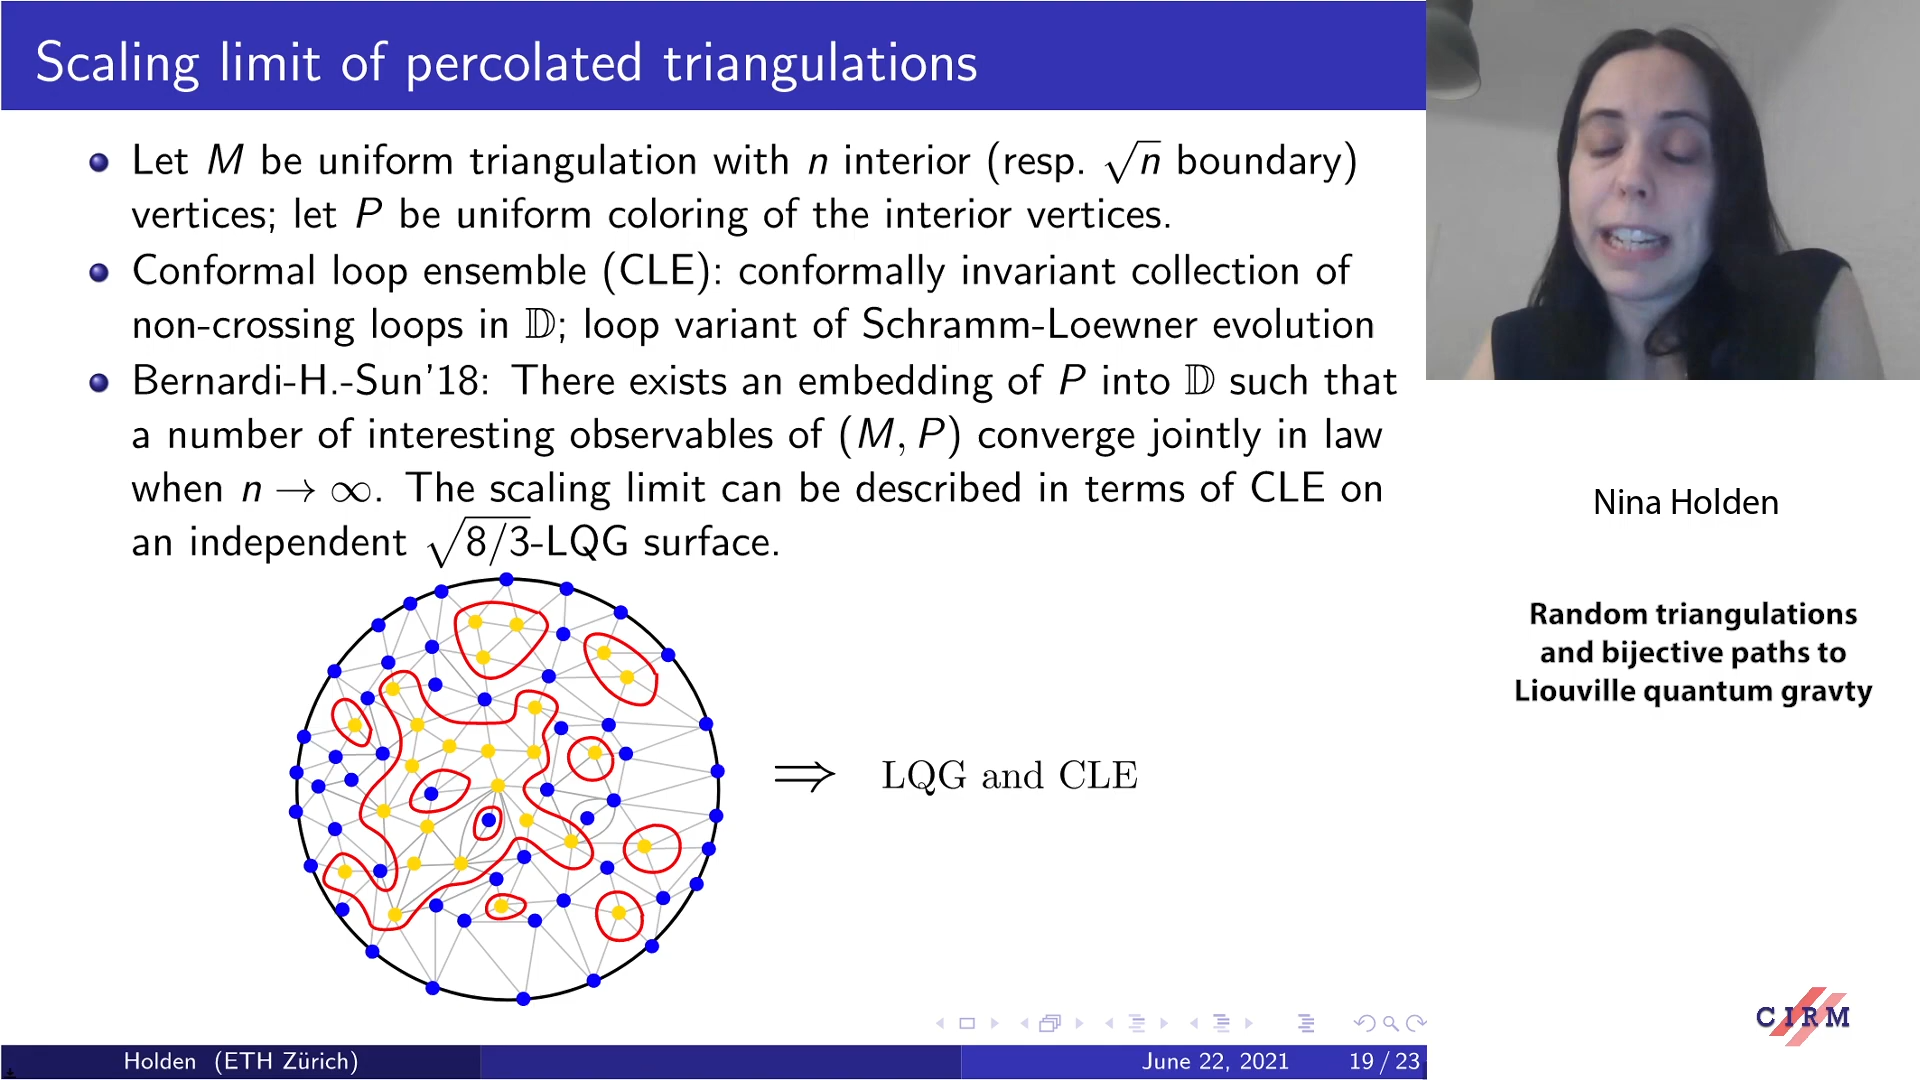 Scaling limit of percolated triangulations
Let M be uniform triangulation with n interior (resp. √n boundary)
vertices; let P be uniform coloring of the interior vertices.
Conformal loop ensemble (CLE): conformally invariant collection of
non-crossing loops in 𝔻; loop variant of Schramm-Loewner evolution
Bernardi-H.-Sun'18: There exists an embedding of P into 𝔻 such that
a number of interesting observables of (M, P) converge jointly in law
when n → ∞. The scaling limit can be described in terms of CLE on
an independent √8/3-LQG surface.
⟹ LQG and CLE
Holden (ETH Zürich)
June 22, 2021
19 / 23
Nina Holden
Random triangulations
and bijective paths to
Liouville quantum gravty
CIRM